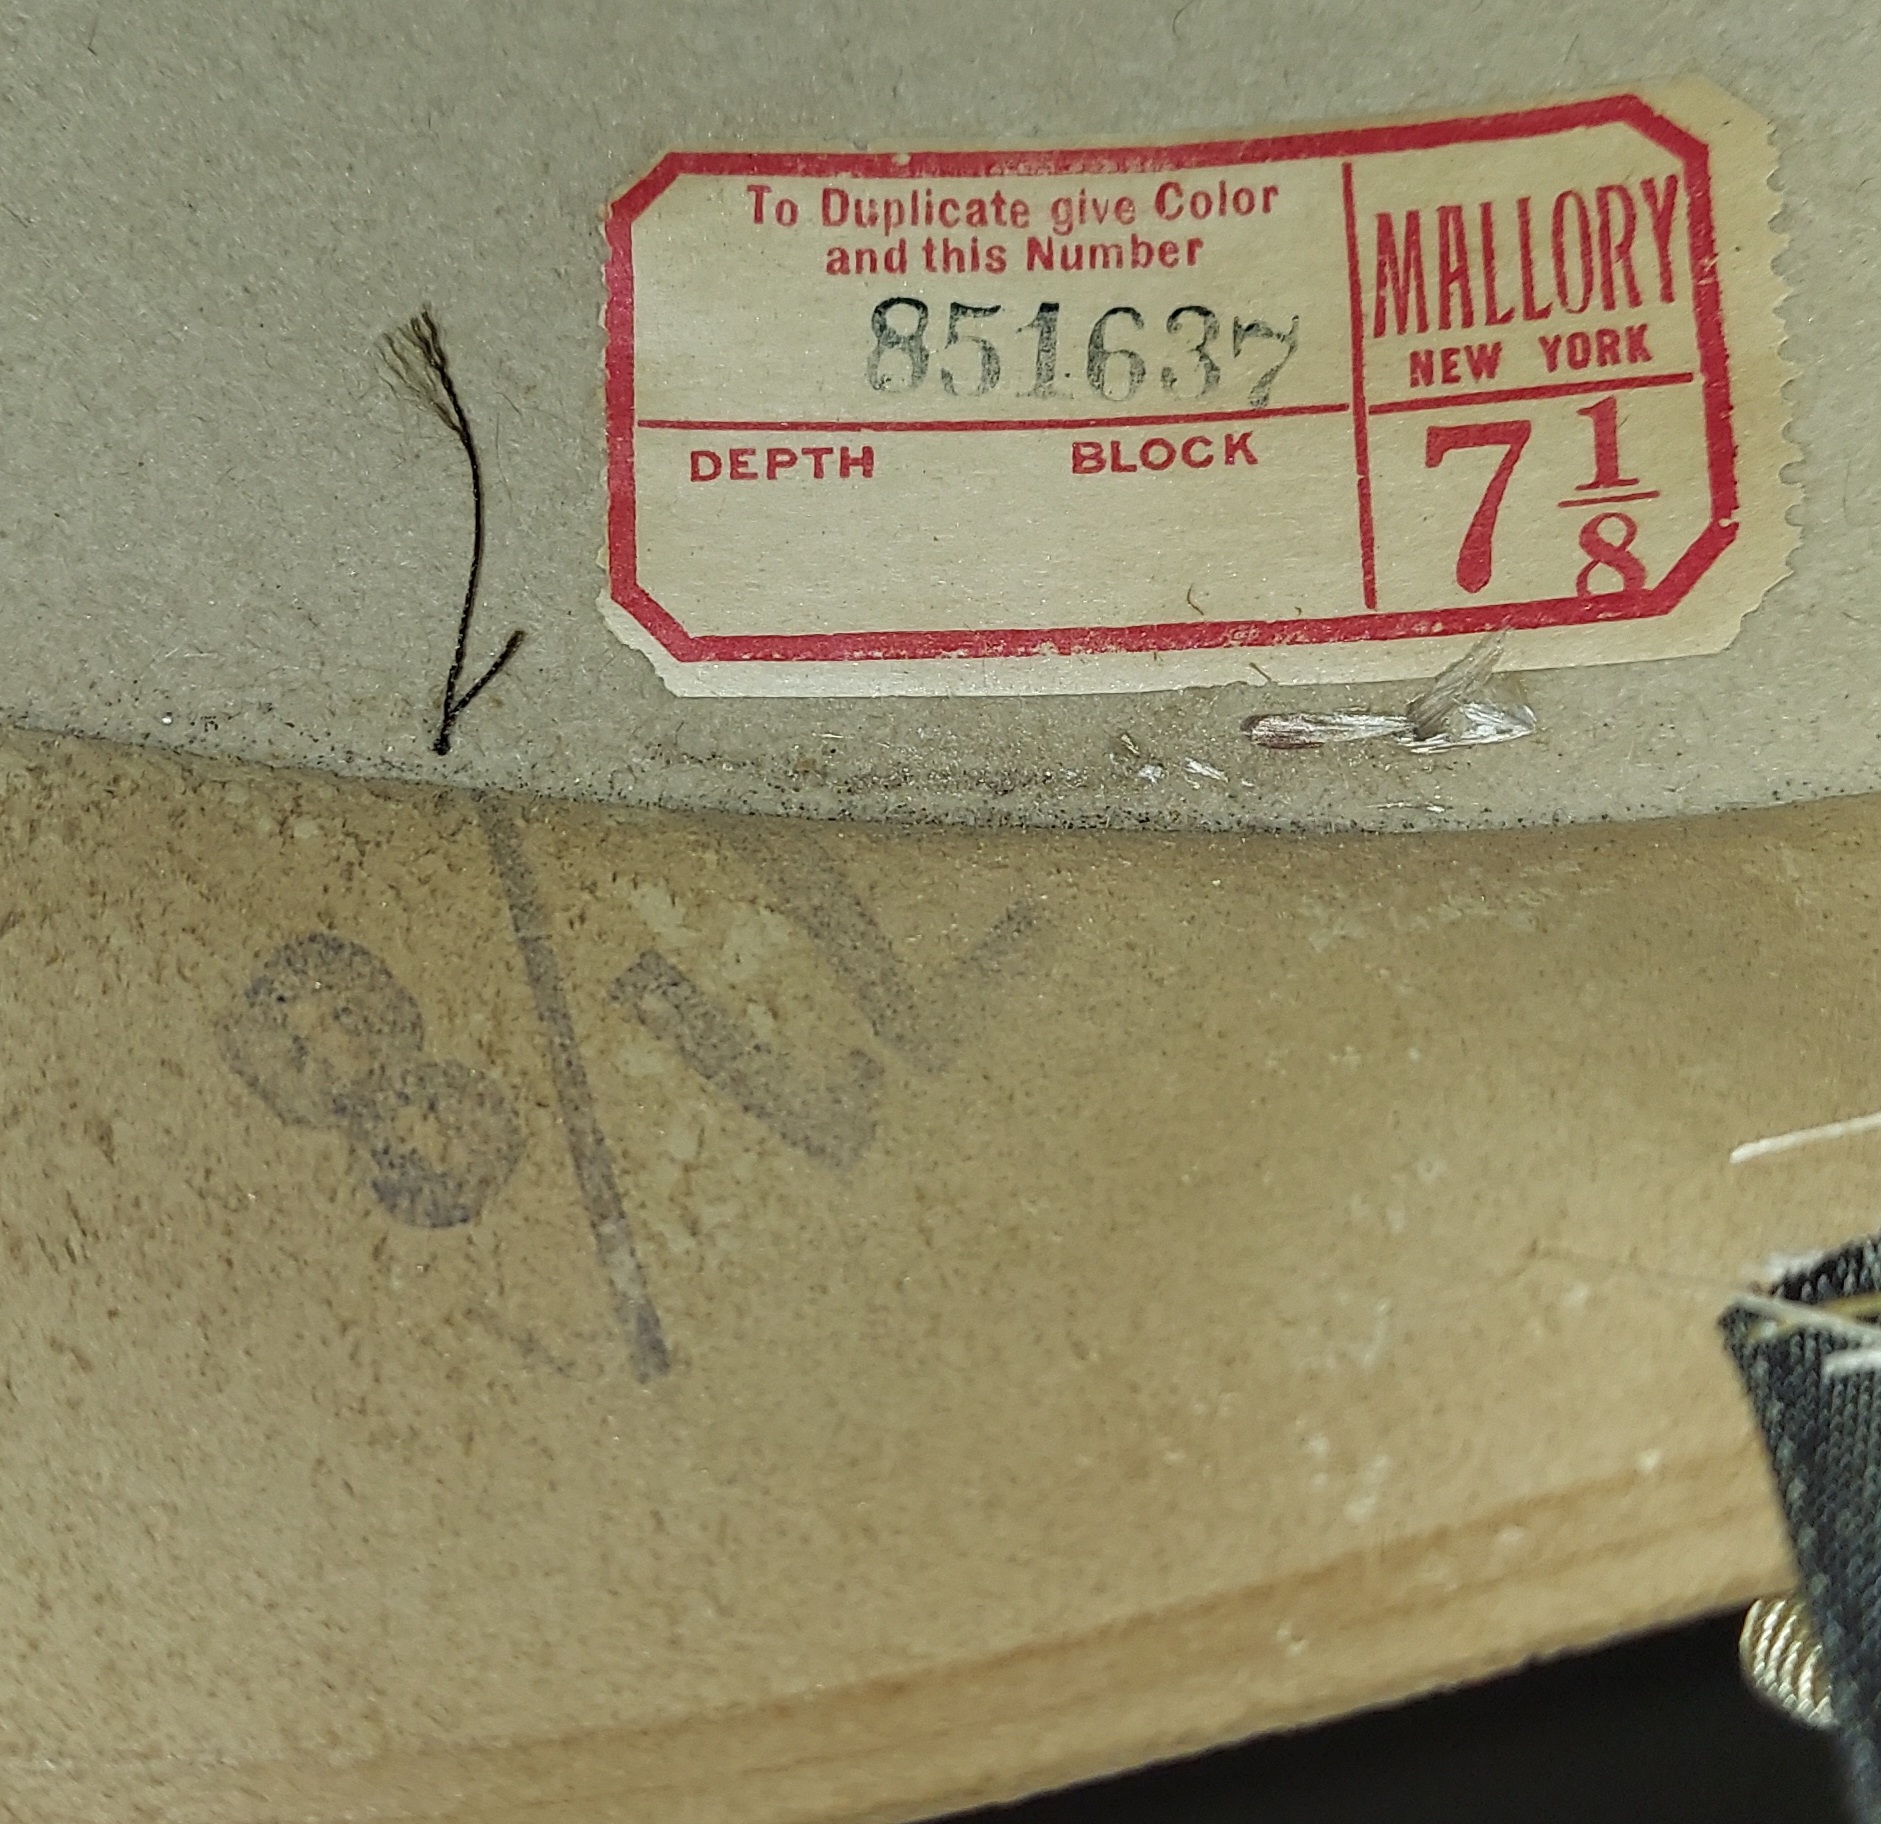 To Duplicate give Color
and this Number
851637
DEPTH BLOCK
MALLORY
NEW YORK
7 1/8